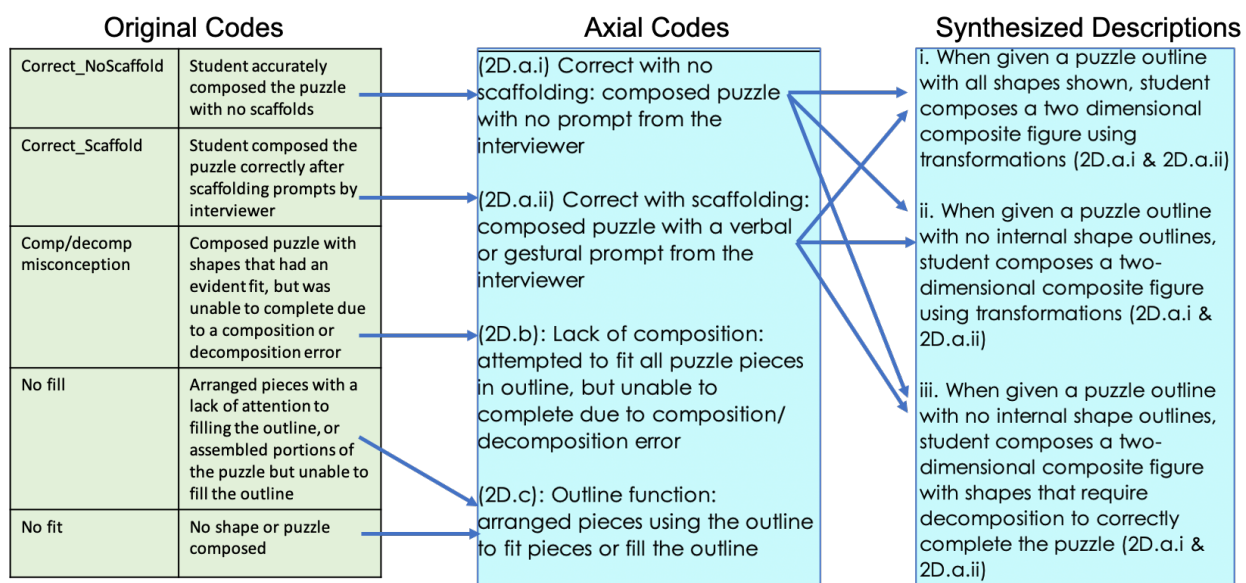 Original Codes
Correct_NoScaffold
Student accurately
composed the puzzle
with no scaffolds
Correct_Scaffold
Student composed the
puzzle correctly after
scaffolding prompts by
interviewer
Comp/decomp
misconception
Composed puzzle with
shapes that had an
evident fit, but was
unable to complete due
to a composition or
decomposition error
No fill
Arranged pieces with a
lack of attention to
filling the outline, or
assembled portions of
the puzzle but unable to
fill the outline
No fit
No shape or puzzle
composed
Axial Codes
(2D.a.i) Correct with no
scaffolding: composed puzzle
with no prompt from the
interviewer
(2D.a.ii) Correct with scaffolding:
composed puzzle with a verbal
or gestural prompt from the
interviewer
(2D.b): Lack of composition:
attempted to fit all puzzle pieces
in outline, but unable to
complete due to composition/
decomposition error
(2D.c): Outline function:
arranged pieces using the outline
to fit pieces or fill the outline
Synthesized Descriptions
i. When given a puzzle outline
with all shapes shown, student
composes a two dimensional
composite figure using
transformations (2D.a.i & 2D.a.ii)
ii. When given a puzzle outline
with no internal shape outlines,
student composes a two-
dimensional composite figure
using transformations (2D.a.i &
2D.a.ii)
iii. When given a puzzle outline
with no internal shape outlines,
student composes a two-
dimensional composite figure
with shapes that require
decomposition to correctly
complete the puzzle (2D.a.i &
2D.a.ii)